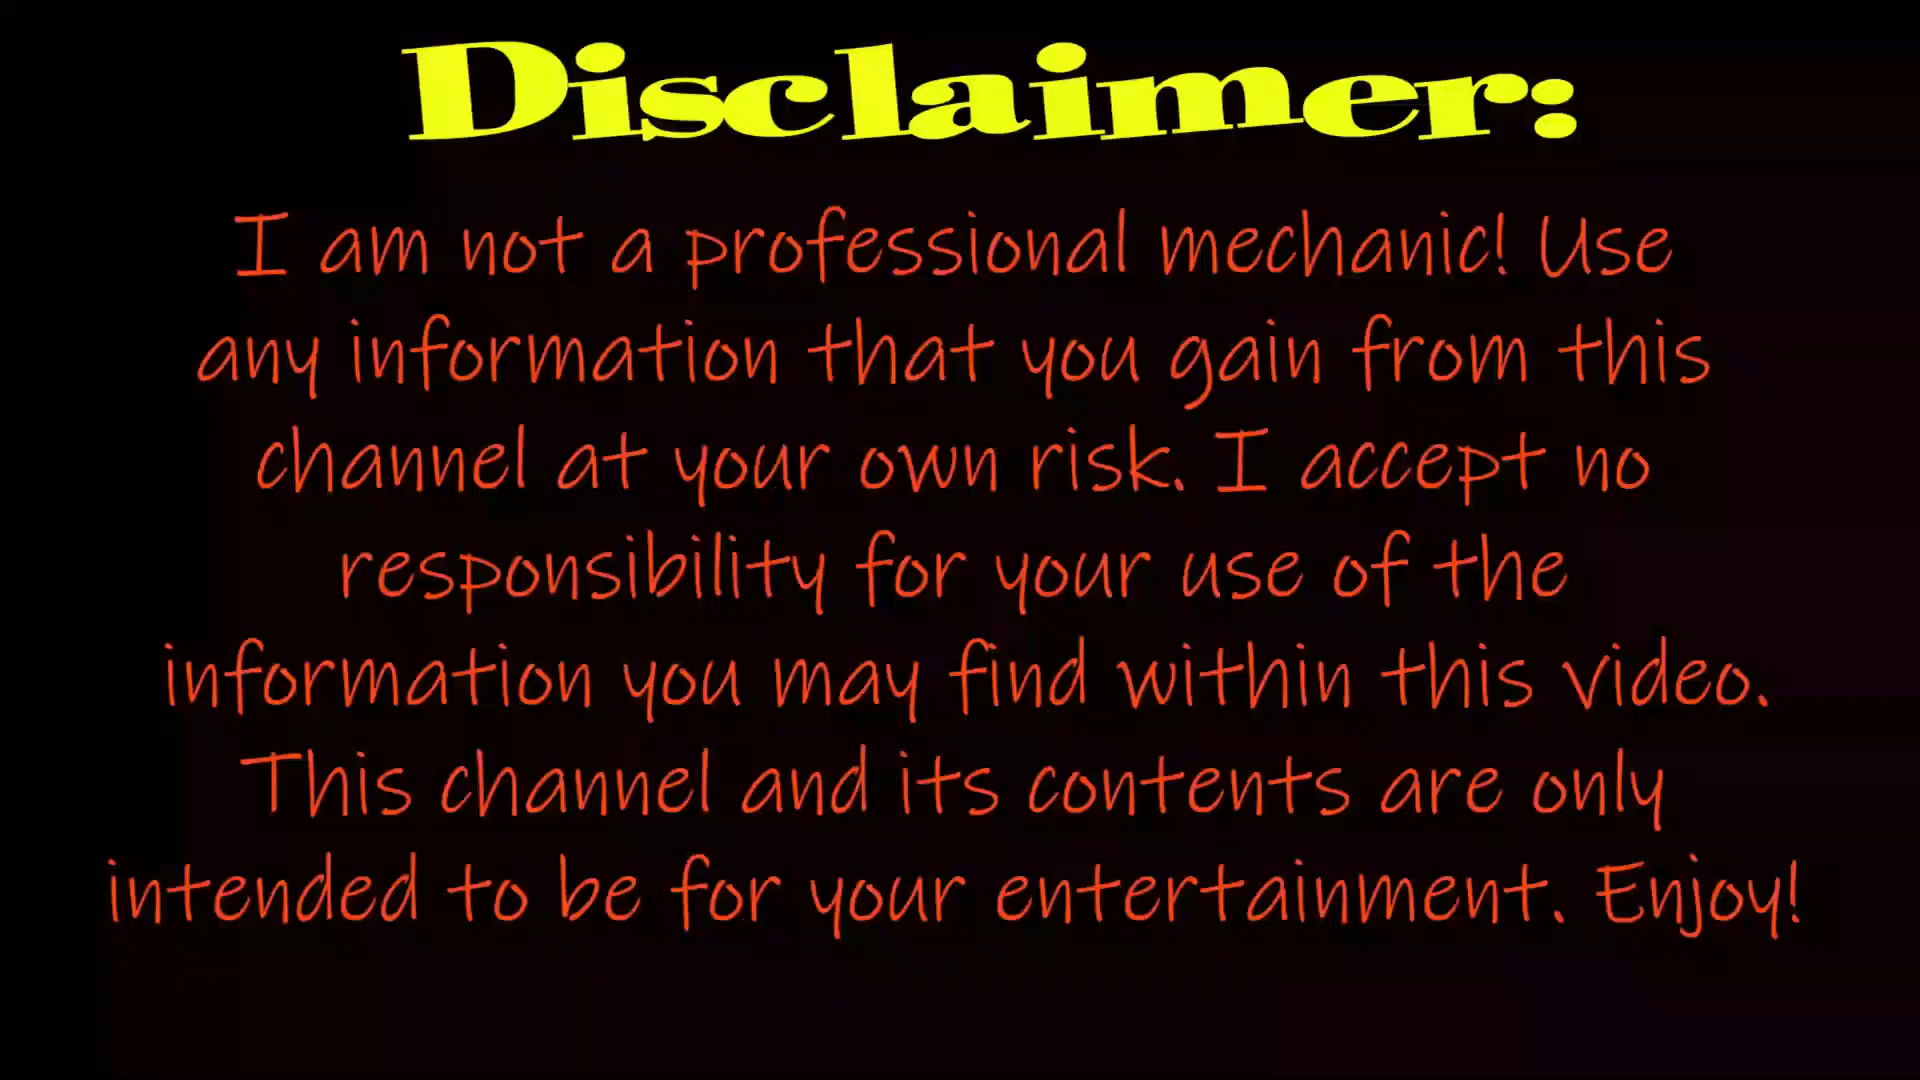 Disclaimer:
I am not a professional mechanic! Use
any information that you gain from this
channel at your own risk. I accept no
responsibility for your use of the
information you may find within this video.
This channel and its contents are only
intended to be for your entertainment. Enjoy!